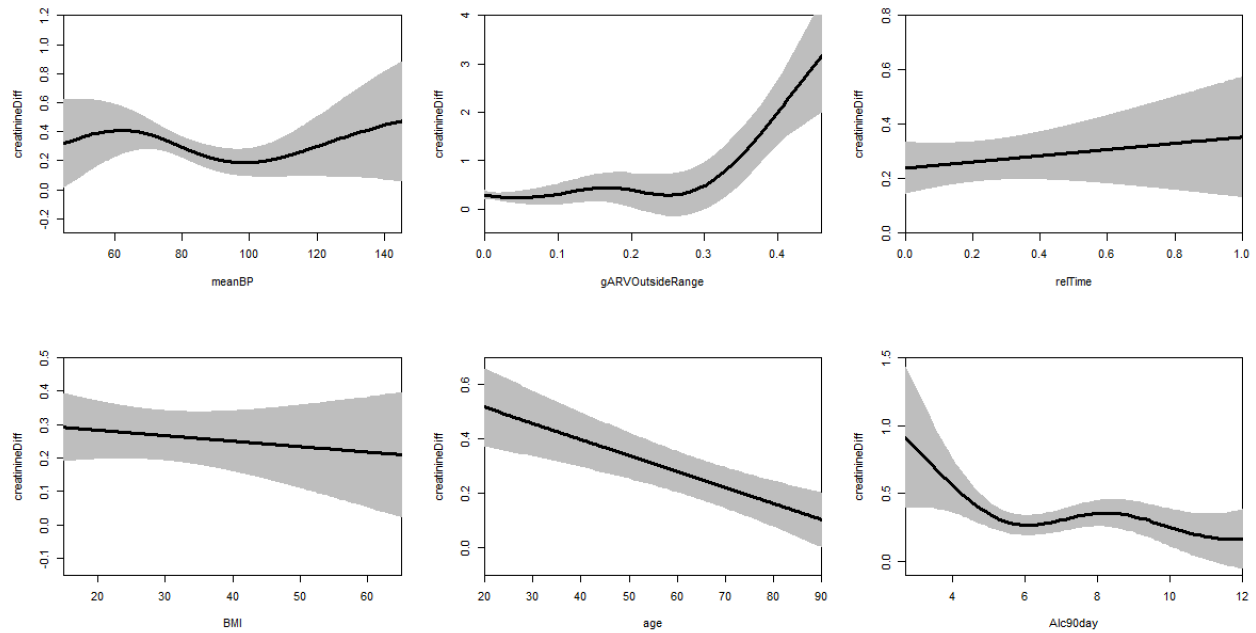 creatinineDiff
-0.2 0.0 0.2 0.4 0.6 0.8 1.0 1.2
60 80 100 120 140
meanBP
creatinineDiff
0 1 2 3 4
0.0 0.1 0.2 0.3 0.4
gARVOutsideRange
creatinineDiff
0.0 0.2 0.4 0.6 0.8
0.0 0.2 0.4 0.6 0.8 1.0
relTime
creatinineDiff
-0.1 0.1 0.2 0.3 0.4 0.5
20 30 40 50 60
BMI
creatinineDiff
0.0 0.2 0.4 0.6
20 30 40 50 60 70 80 90
age
creatinineDiff
0.0 0.5 1.0 1.5
4 6 8 10 12
Alc90day